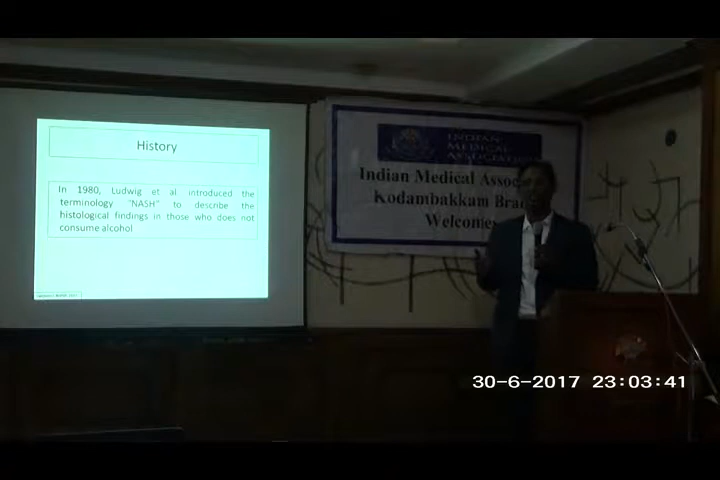 History
In 1980, Ludwig et al introduced the
terminology "NASH" to describe the
histological findings in those who does not
consume alcohol
INDIAN
MEDICAL
ASSOCIATION
Indian Medical Assoc
Kodambakkam Bra
Welcomes
30-6-2017 23:03:41